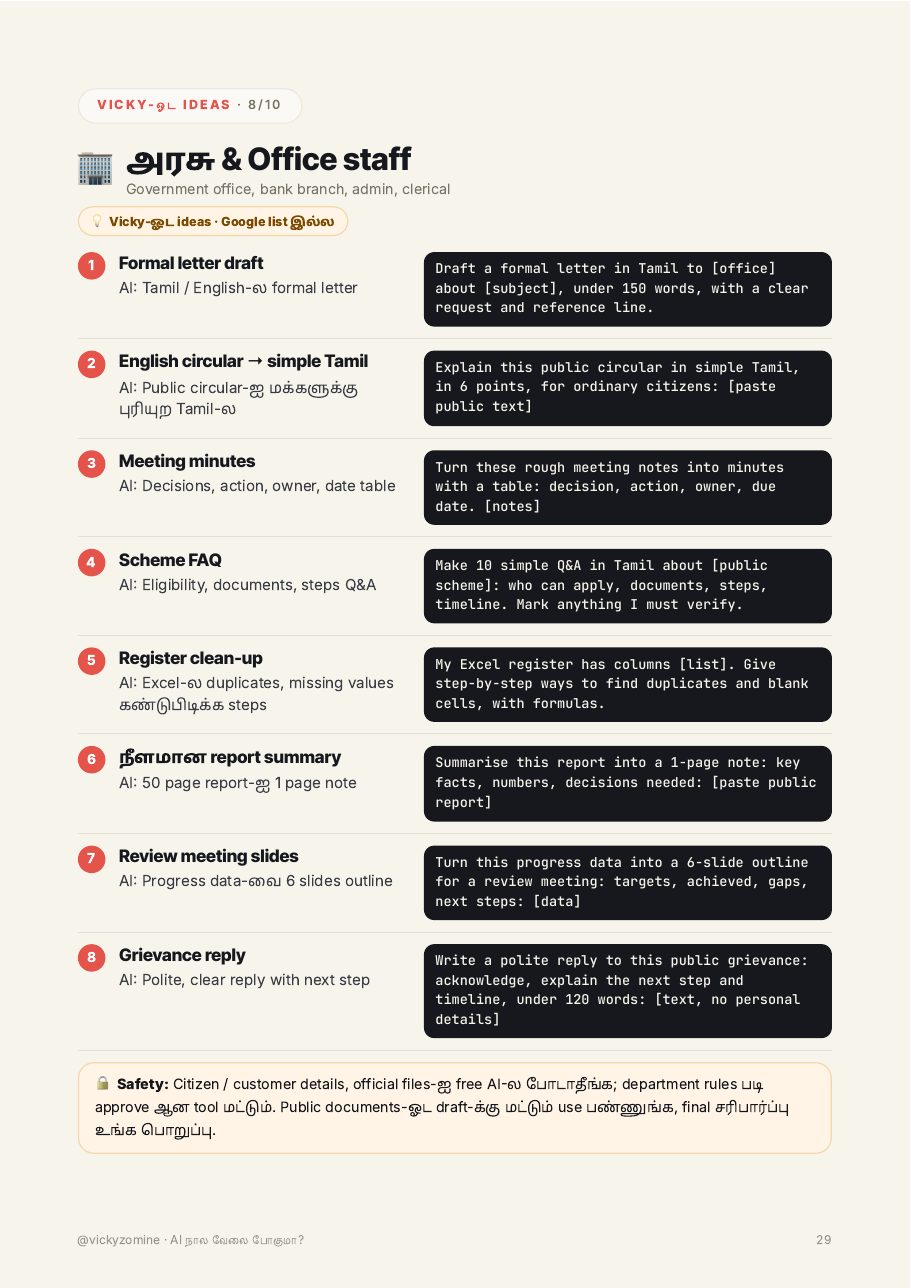 VICKY-ஓட IDEAS · 8/10
அரசு & Office staff
Government office, bank branch, admin, clerical
Vicky-ஓட ideas · Google list இல்ல
1
Formal letter draft
AI: Tamil / English-ல formal letter
Draft a formal letter in Tamil to [office]
about [subject], under 150 words, with a clear
request and reference line.
2
English circular → simple Tamil
AI: Public circular-ஐ மக்களுக்கு
புரியுற Tamil-ல
Explain this public circular in simple Tamil,
in 6 points, for ordinary citizens: [paste
public text]
3
Meeting minutes
AI: Decisions, action, owner, date table
Turn these rough meeting notes into minutes
with a table: decision, action, owner, due
date. [notes]
4
Scheme FAQ
AI: Eligibility, documents, steps Q&A
Make 10 simple Q&A in Tamil about [public
scheme]: who can apply, documents, steps,
timeline. Mark anything I must verify.
5
Register clean-up
AI: Excel-ல duplicates, missing values
கண்டுபிடிக்க steps
My Excel register has columns [list]. Give
step-by-step ways to find duplicates and blank
cells, with formulas.
6
நீளமான report summary
AI: 50 page report-ஐ 1 page note
Summarise this report into a 1-page note: key
facts, numbers, decisions needed: [paste public
report]
7
Review meeting slides
AI: Progress data-வை 6 slides outline
Turn this progress data into a 6-slide outline
for a review meeting: targets, achieved, gaps,
next steps: [data]
8
Grievance reply
AI: Polite, clear reply with next step
Write a polite reply to this public grievance:
acknowledge, explain the next step and
timeline, under 120 words: [text, no personal
details]
Safety: Citizen / customer details, official files-ஐ free AI-ல போடாதீங்க; department rules படி
approve ஆன tool மட்டும். Public documents-ஓட draft-க்கு மட்டும் use பண்ணுங்க, final சரிபார்ப்பு
உங்க பொறுப்பு.
@vickyzomine · AI நால வேலை போகுமா?
29